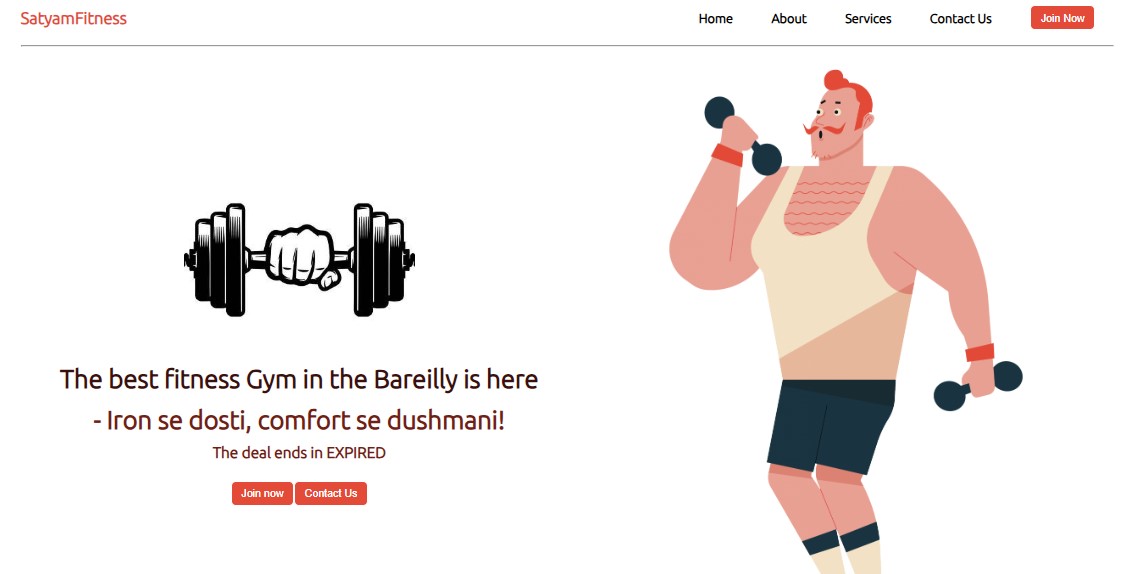 SatyamFitness
Home About Services Contact Us Join Now
The best fitness Gym in the Bareilly is here
- Iron se dosti, comfort se dushmani!
The deal ends in EXPIRED
Join now Contact Us